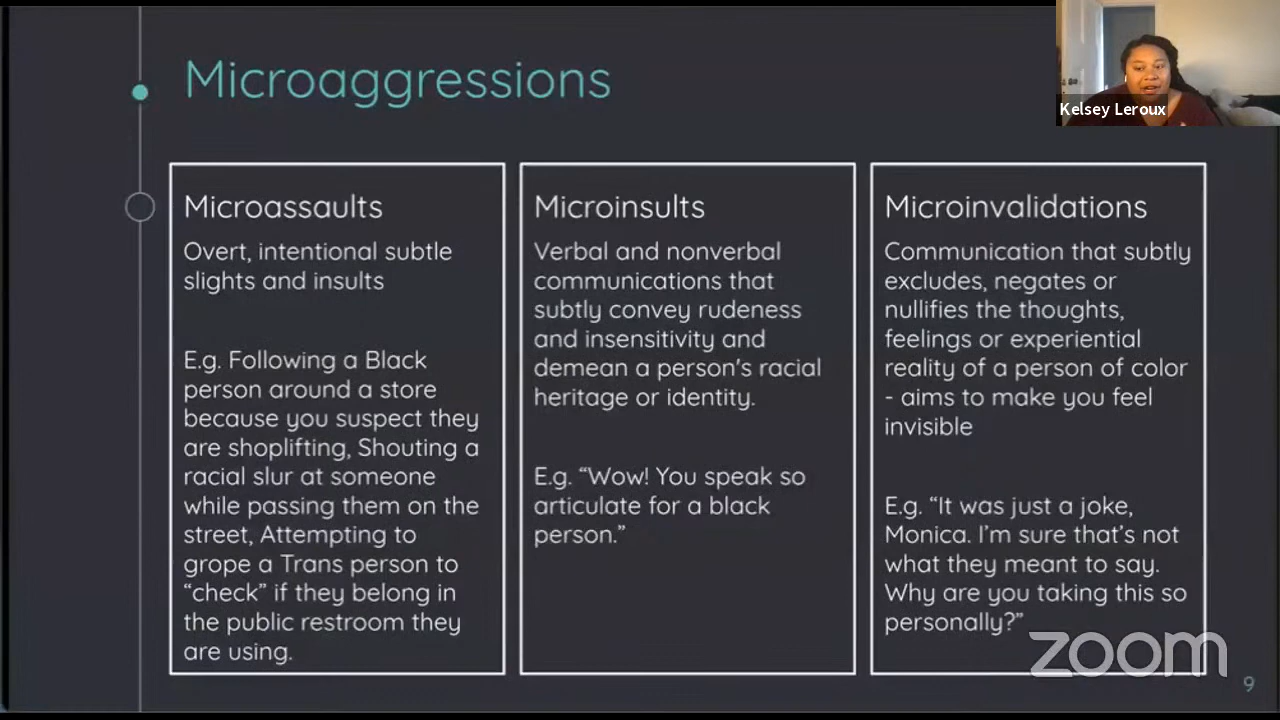 Microaggressions
Kelsey Leroux
Microassaults
Overt, intentional subtle
slights and insults
E.g. Following a Black
person around a store
because you suspect they
are shoplifting, Shouting a
racial slur at someone
while passing them on the
street, Attempting to
grope a Trans person to
“check” if they belong in
the public restroom they
are using.
Microinsults
Verbal and nonverbal
communications that
subtly convey rudeness
and insensitivity and
demean a person's racial
heritage or identity.
E.g. “Wow! You speak so
articulate for a black
person.”
Microinvalidations
Communication that subtly
excludes, negates or
nullifies the thoughts,
feelings or experiential
reality of a person of color
- aims to make you feel
invisible
E.g. “It was just a joke,
Monica. I’m sure that’s not
what they meant to say.
Why are you taking this so
personally?”
zoom
9